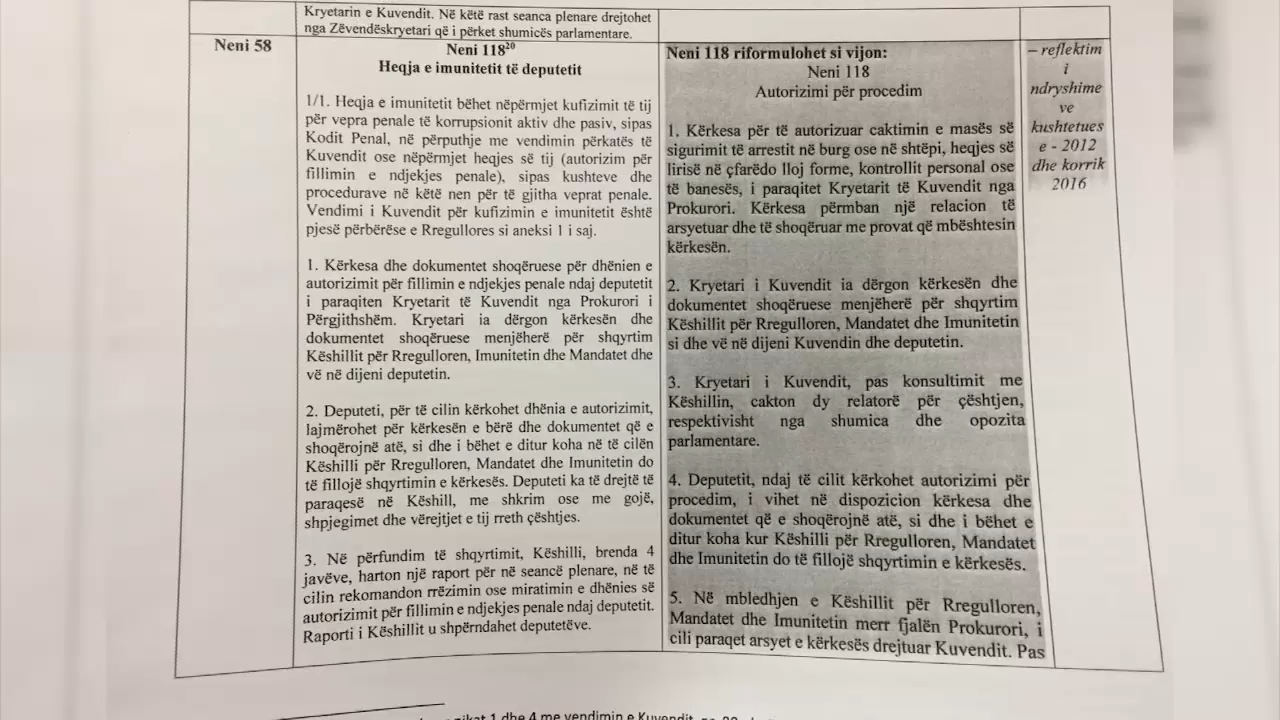 Kryetarin e Kuvendit. Në këtë rast seanca plenare drejtohet
nga Zëvendëskryetari që i përket shumicës parlamentare.
Neni 58
Neni 118²⁰
Heqja e imunitetit të deputetit
1/1. Heqja e imunitetit bëhet nëpërmjet kufizimit të tij
për vepra penale të korrupsionit aktiv dhe pasiv, sipas
Kodit Penal, në përputhje me vendimin përkatës të
Kuvendit ose nëpërmjet heqjes së tij (autorizim për
fillimin e ndjekjes penale), sipas kushteve dhe
procedurave në këtë nen për të gjitha veprat penale.
Vendimi i Kuvendit për kufizimin e imunitetit është
pjesë përbërëse e Rregullores si aneksi 1 i saj.
1. Kërkesa dhe dokumentet shoqëruese për dhënien e
autorizimit për fillimin e ndjekjes penale ndaj deputetit
i paraqiten Kryetarit të Kuvendit nga Prokurori i
Përgjithshëm. Kryetari ia dërgon kërkesën dhe
dokumentet shoqëruese menjëherë për shqyrtim
Këshillit për Rregulloren, Imunitetin dhe Mandatet dhe
vë në dijeni deputetin.
2. Deputeti, për të cilin kërkohet dhënia e autorizimit,
lajmërohet për kërkesën e bërë dhe dokumentet që e
shoqërojnë atë, si dhe i bëhet e ditur koha në të cilën
Këshilli për Rregulloren, Mandatet dhe Imunitetin do
të fillojë shqyrtimin e kërkesës. Deputeti ka të drejtë të
paraqesë në Këshill, me shkrim ose me gojë,
shpjegimet dhe vërejtjet e tij rreth çështjes.
3. Në përfundim të shqyrtimit, Këshilli, brenda 4
javëve, harton një raport për në seancë plenare, në të
cilin rekomandon rrëzimin ose miratimin e dhënies së
autorizimit për fillimin e ndjekjes penale ndaj deputetit.
Raporti i Këshillit u shpërndahet deputetëve.
Neni 118 riformulohet si vijon:
Neni 118
Autorizimi për procedim
1. Kërkesa për të autorizuar caktimin e masës së
sigurimit të arrestit në burg ose në shtëpi, heqjes së
lirisë në çfarëdo lloj forme, kontrollit personal ose
të banesës, i paraqitet Kryetarit të Kuvendit nga
Prokurori. Kërkesa përmban një relacion të
arsyetuar dhe të shoqëruar me provat që mbështesin
kërkesën.
2. Kryetari i Kuvendit ia dërgon kërkesën dhe
dokumentet shoqëruese menjëherë për shqyrtim
Këshillit për Rregulloren, Mandatet dhe Imunitetin
si dhe vë në dijeni Kuvendin dhe deputetin.
3. Kryetari i Kuvendit, pas konsultimit me
Këshillin, cakton dy relatorë për çështjen,
respektivisht nga shumica dhe opozita
parlamentare.
4. Deputetit, ndaj të cilit kërkohet autorizimi për
procedim, i vihet në dispozicion kërkesa dhe
dokumentet që e shoqërojnë atë, si dhe i bëhet e
ditur koha kur Këshilli për Rregulloren, Mandatet
dhe Imunitetin do të fillojë shqyrtimin e kërkesës.
5. Në mbledhjen e Këshillit për Rregulloren,
Mandatet dhe Imunitetin merr fjalën Prokurori, i
cili paraqet arsyet e kërkesës drejtuar Kuvendit. Pas
– reflektim
i
ndryshime
ve
kushtetues
e - 2012
dhe korrik
2016
1 dhe 4 me vendimin e Kuvendit